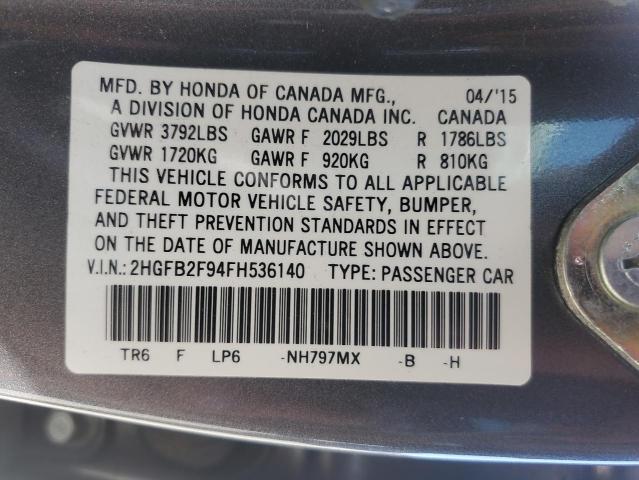 MFD. BY HONDA OF CANADA MFG., 04/'15
A DIVISION OF HONDA CANADA INC. CANADA
GVWR 3792LBS GAWR F 2029LBS R 1786LBS
GVWR 1720KG GAWR F 920KG R 810KG
THIS VEHICLE CONFORMS TO ALL APPLICABLE
FEDERAL MOTOR VEHICLE SAFETY, BUMPER,
AND THEFT PREVENTION STANDARDS IN EFFECT
ON THE DATE OF MANUFACTURE SHOWN ABOVE.
V.I.N.: 2HGFB2F94FH536140 TYPE: PASSENGER CAR
TR6 F LP6 -NH797MX -B -H